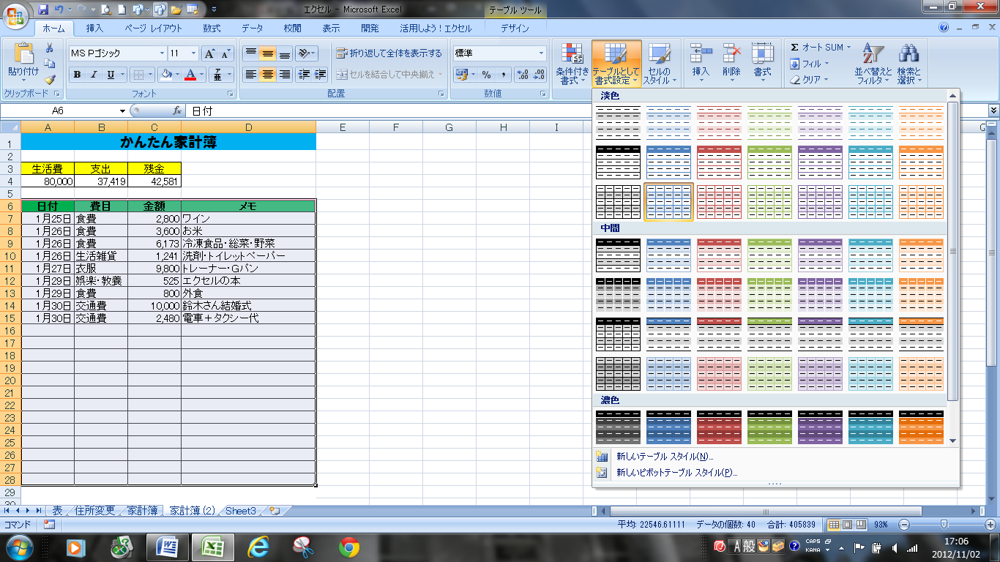 エクセル - Microsoft Excel
テーブル ツール
ホーム 挿入 ページ レイアウト 数式 データ 校閲 表示 開発 活用しよう！エクセル デザイン
MS Pゴシック 11
折り返して全体を表示する
標準
オート SUM
貼り付け
B I U
セルを結合して中央揃え
% ,
条件付き書式
テーブルとして書式設定
セルのスタイル
挿入 削除 書式
フィル
クリア
並べ替えとフィルタ
検索と選択
クリップボード フォント 配置 数値
A6 fx 日付
A B C D E F G H I
1 かんたん家計簿
2
3 生活費 支出 残金
4 80,000 37,419 42,581
5
6 日付 費目 金額 メモ
7 1月25日 食費 2,800 ワイン
8 1月26日 食費 3,600 お米
9 1月26日 食費 6,173 冷凍食品・総菜・野菜
10 1月26日 生活雑貨 1,241 洗剤・トイレットペーパー
11 1月27日 衣服 9,800 トレーナー・Gパン
12 1月29日 娯楽・教養 525 エクセルの本
13 1月29日 食費 800 外食
14 1月30日 交通費 10,000 鈴木さん結婚式
15 1月30日 交通費 2,480 電車＋タクシー代
16
17
18
19
20
21
22
23
24
25
26
27
28
29
淡色
中間
濃色
新しいテーブル スタイル(N)...
新しいピボットテーブル スタイル(P)...
表 住所変更 家計簿 家計簿 (2) Sheet3
コマンド 平均: 22546.61111 データの個数: 40 合計: 405839 93%
A 般 CAPS KANA
17:06
2012/11/02